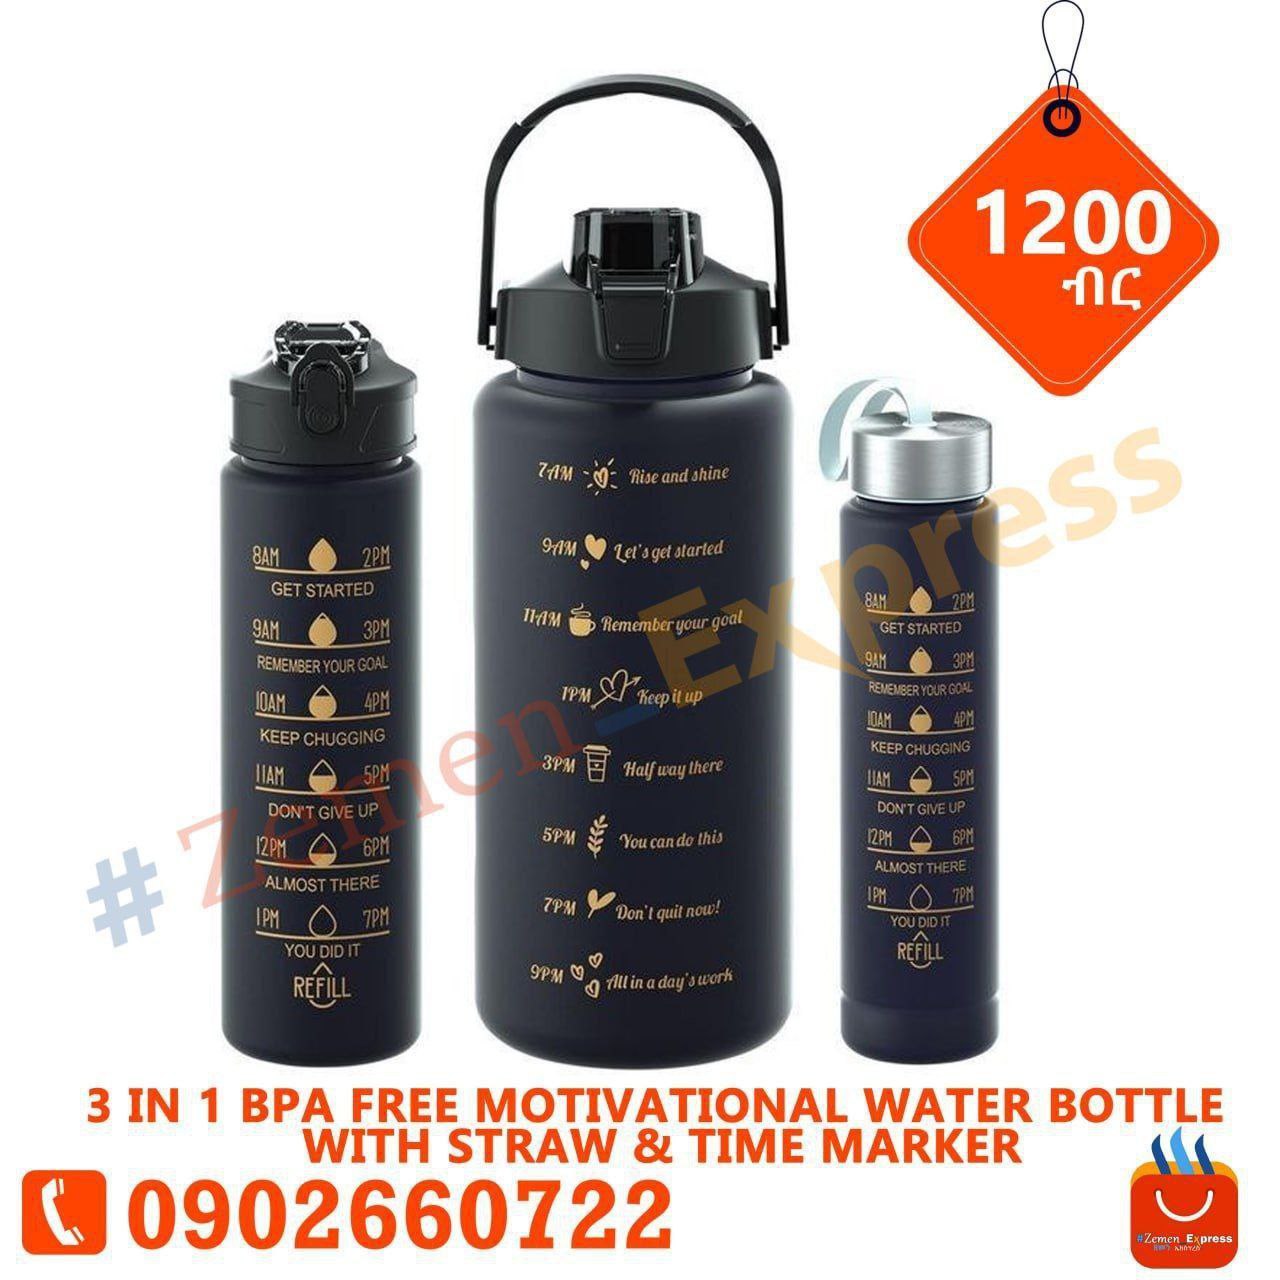 1200
ብር
7AM Rise and shine
9AM Let's get started
11AM Remember your goal
1PM Keep it up
3PM Half way there
5PM You can do this
7PM Don't quit now!
9PM All in a day's work
8AM 2PM
GET STARTED
9AM 3PM
REMEMBER YOUR GOAL
10AM 4PM
KEEP CHUGGING
11AM 5PM
DON'T GIVE UP
12PM 6PM
ALMOST THERE
1PM 7PM
YOU DID IT
REFILL
8AM 2PM
GET STARTED
9AM 3PM
REMEMBER YOUR GOAL
10AM 4PM
KEEP CHUGGING
11AM 5PM
DON'T GIVE UP
12PM 6PM
ALMOST THERE
1PM 7PM
YOU DID IT
REFILL
#Zemen_Express
3 IN 1 BPA FREE MOTIVATIONAL WATER BOTTLE
WITH STRAW & TIME MARKER
0902660722
#Zemen_Express
ዘመን ኤክስፕረስ